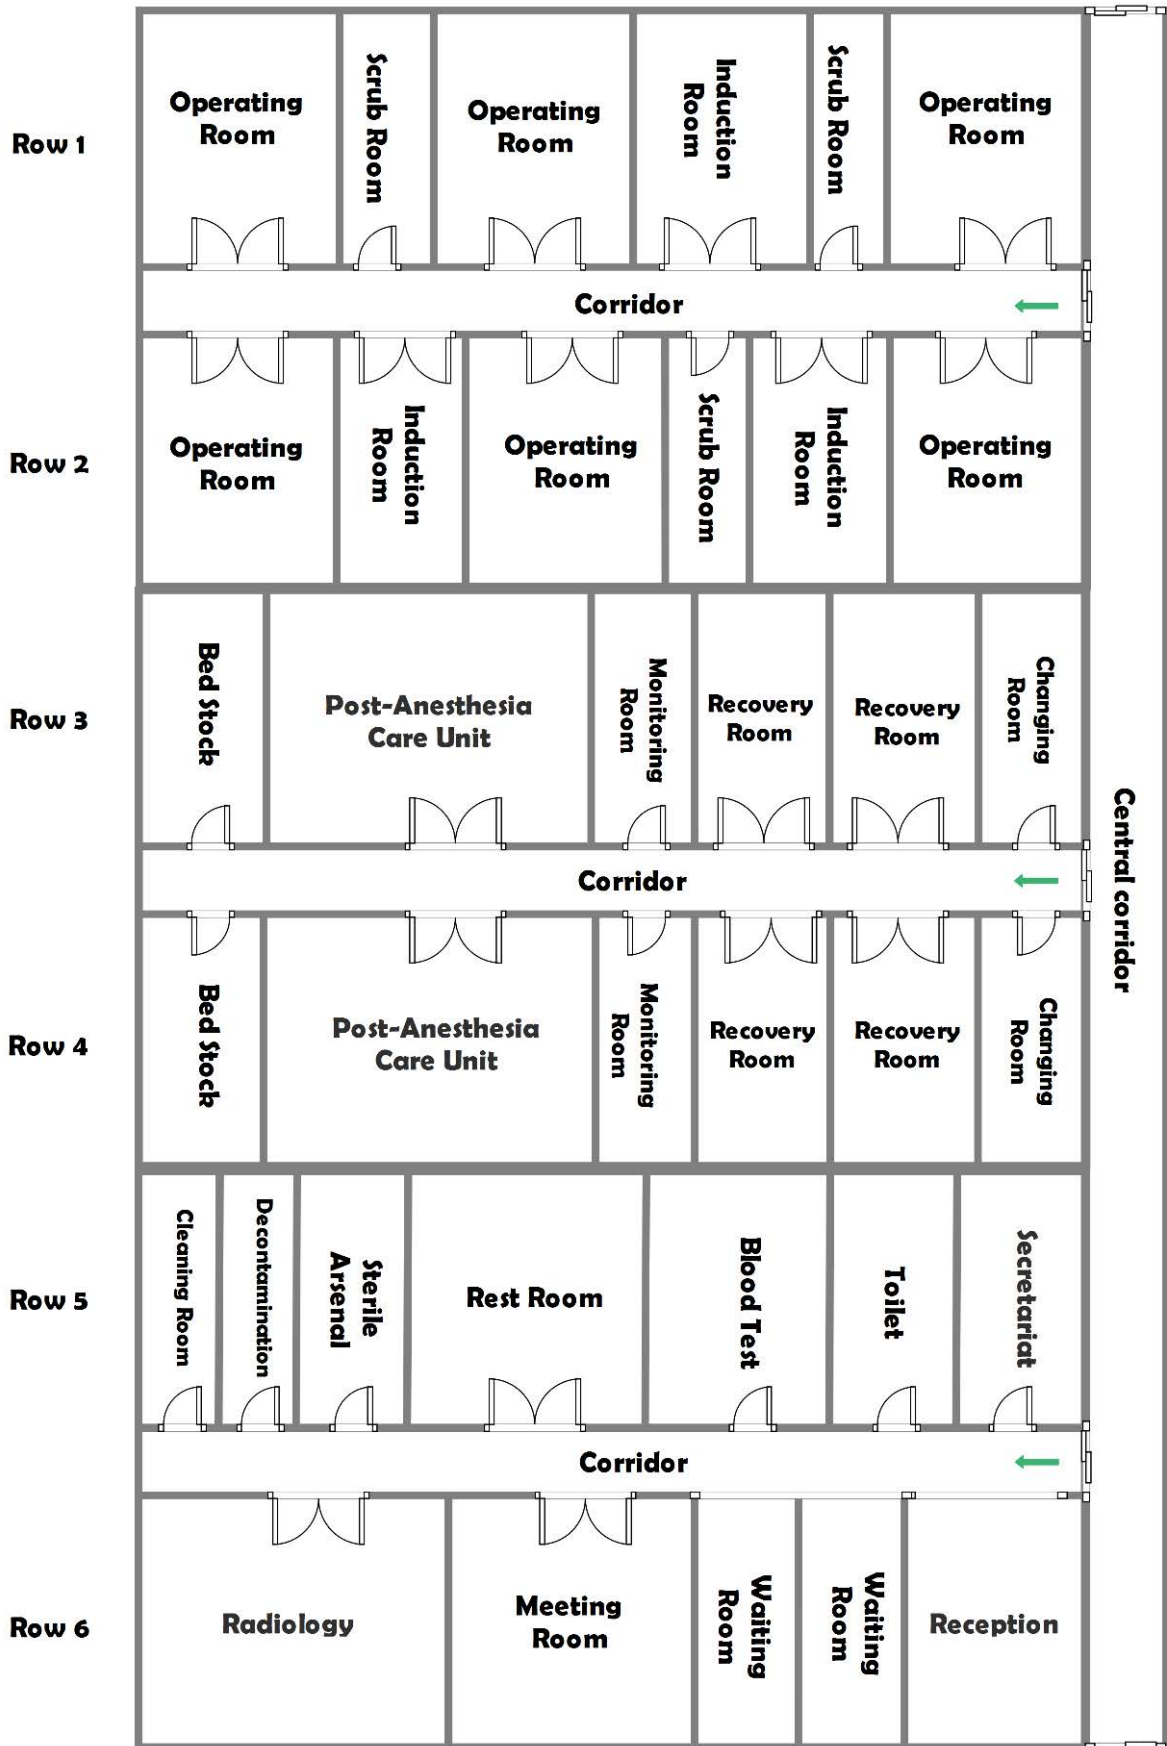 Row 1
Operating
Room
Scrub Room
Operating
Room
Induction
Room
Scrub Room
Operating
Room
Corridor
Row 2
Operating
Room
Induction
Room
Operating
Room
Scrub Room
Induction
Room
Operating
Room
Row 3
Bed Stock
Post-Anesthesia
Care Unit
Monitoring
Room
Recovery
Room
Recovery
Room
Changing
Room
Corridor
Central corridor
Row 4
Bed Stock
Post-Anesthesia
Care Unit
Monitoring
Room
Recovery
Room
Recovery
Room
Changing
Room
Row 5
Cleaning Room
Decontamination
Sterile
Arsenal
Rest Room
Blood Test
Toilet
Secretariat
Corridor
Row 6
Radiology
Meeting
Room
Waiting
Room
Waiting
Room
Reception